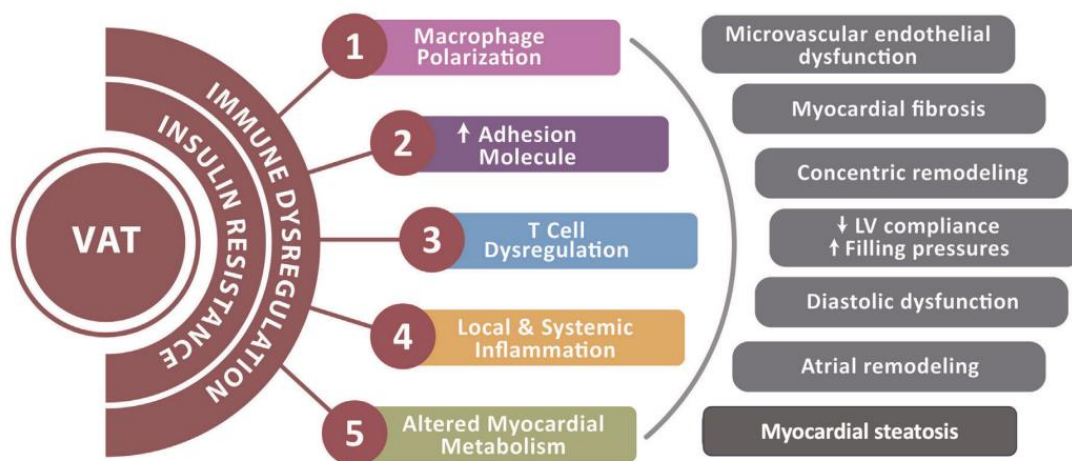 VAT
INSULIN RESISTANCE
IMMUNE DYSREGULATION
1
Macrophage
Polarization
2
↑ Adhesion
Molecule
3
T Cell
Dysregulation
4
Local & Systemic
Inflammation
5
Altered Myocardial
Metabolism
Microvascular endothelial
dysfunction
Myocardial fibrosis
Concentric remodeling
↓ LV compliance
↑ Filling pressures
Diastolic dysfunction
Atrial remodeling
Myocardial steatosis